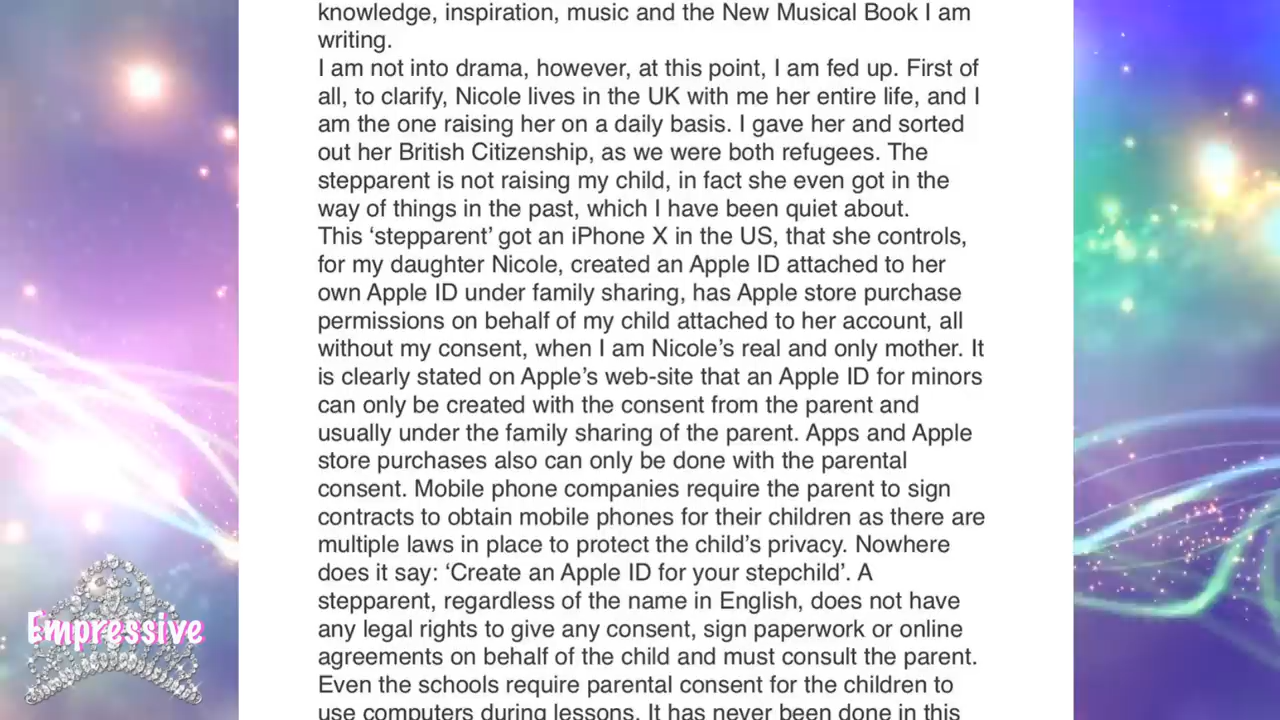 knowledge, inspiration, music and the New Musical Book I am
writing.
I am not into drama, however, at this point, I am fed up. First of
all, to clarify, Nicole lives in the UK with me her entire life, and I
am the one raising her on a daily basis. I gave her and sorted
out her British Citizenship, as we were both refugees. The
stepparent is not raising my child, in fact she even got in the
way of things in the past, which I have been quiet about.
This ‘stepparent’ got an iPhone X in the US, that she controls,
for my daughter Nicole, created an Apple ID attached to her
own Apple ID under family sharing, has Apple store purchase
permissions on behalf of my child attached to her account, all
without my consent, when I am Nicole’s real and only mother. It
is clearly stated on Apple’s web-site that an Apple ID for minors
can only be created with the consent from the parent and
usually under the family sharing of the parent. Apps and Apple
store purchases also can only be done with the parental
consent. Mobile phone companies require the parent to sign
contracts to obtain mobile phones for their children as there are
multiple laws in place to protect the child’s privacy. Nowhere
does it say: ‘Create an Apple ID for your stepchild’. A
stepparent, regardless of the name in English, does not have
any legal rights to give any consent, sign paperwork or online
agreements on behalf of the child and must consult the parent.
Even the schools require parental consent for the children to
use computers during lessons. It has never been done in this
Empressive